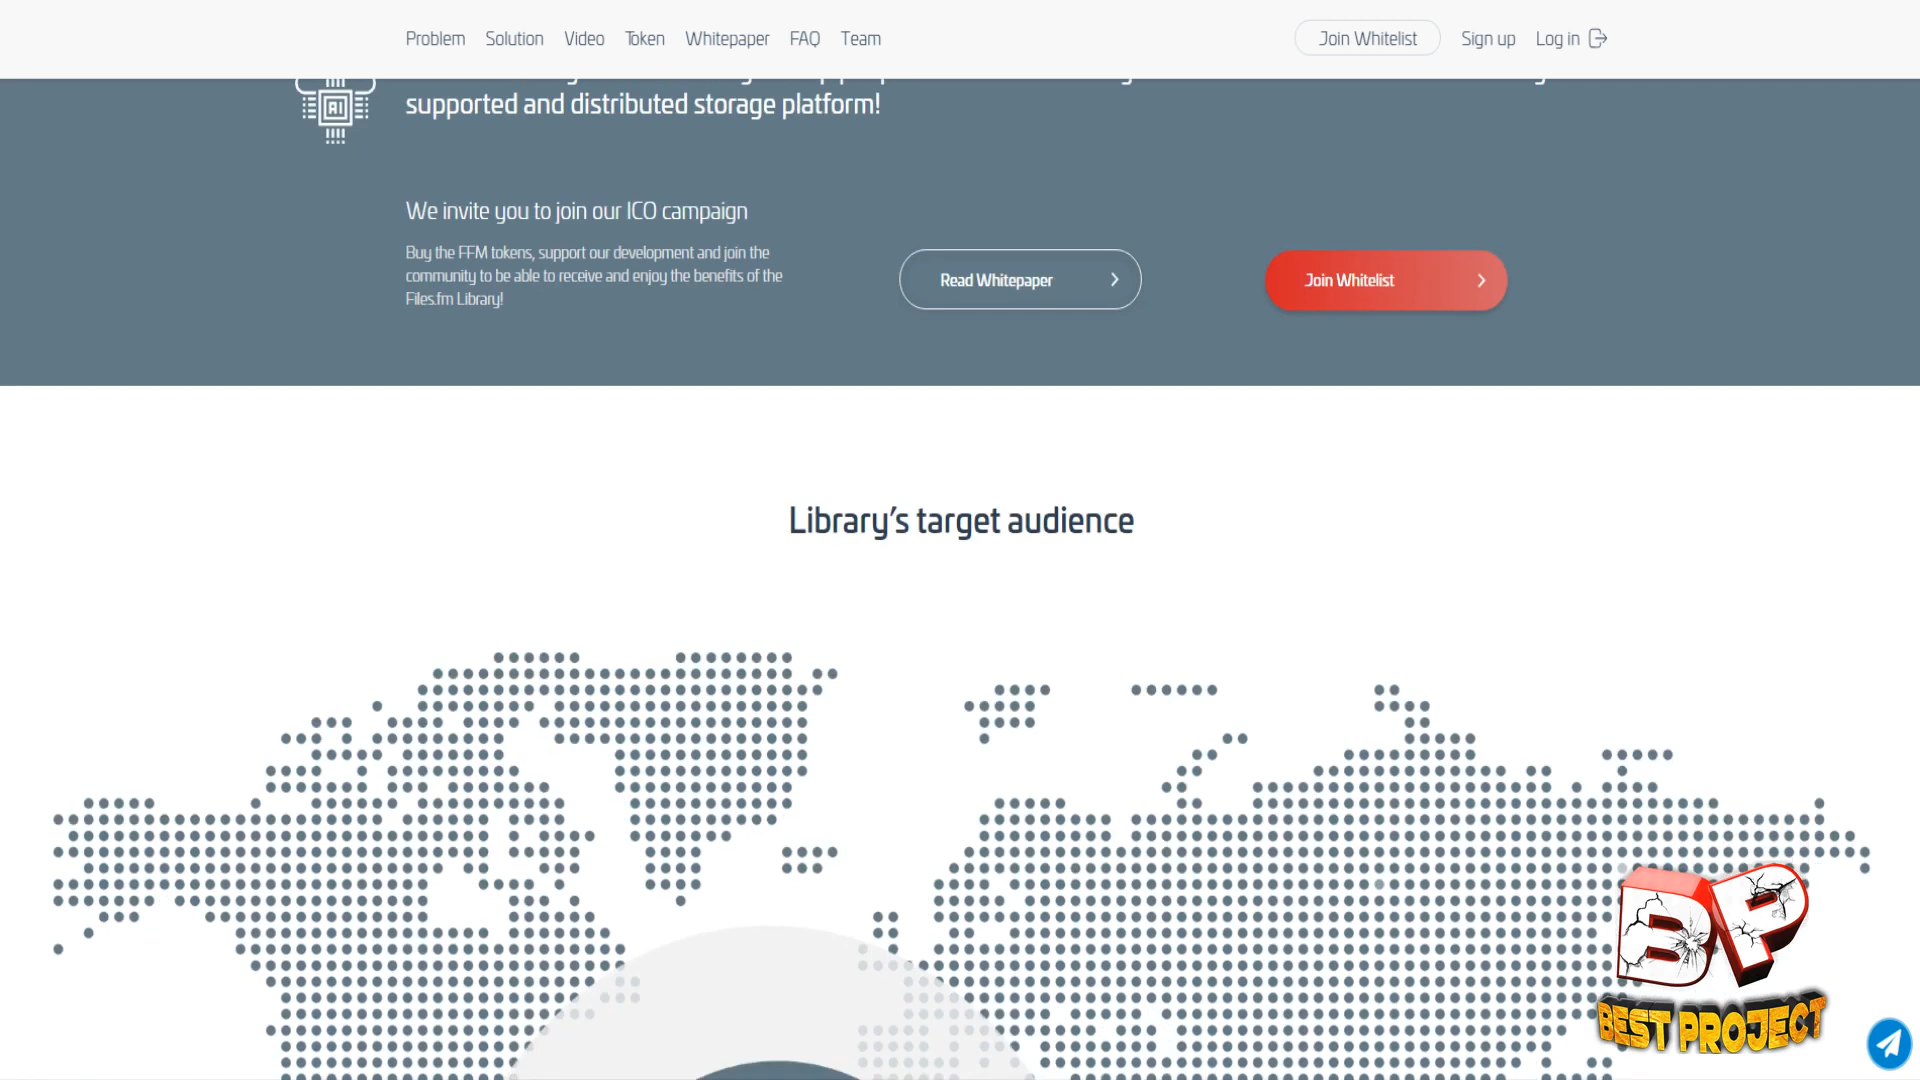 Problem Solution Video Token Whitepaper FAQ Team Join Whitelist Sign up Log in
AI
supported and distributed storage platform!
We invite you to join our ICO campaign
Buy the FFM tokens, support our development and join the
community to be able to receive and enjoy the benefits of the
Files.fm Library!
Read Whitepaper
Join Whitelist
Library's target audience
BP
BEST PROJECT